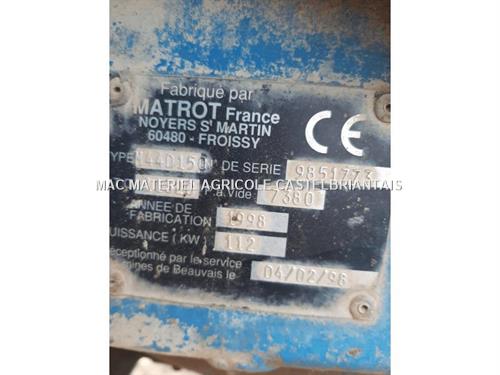 Fabriqué par
MATROT France
NOYERS St MARTIN
60480 - FROISSY
CE
TYPE M44D150 N° DE SERIE 9851773
MAC MATERIEL AGRICOLE CASTELBRIANTAIS
à Vide : 7380
ANNEE DE
FABRICATION 1998
PUISSANCE ( KW ) 112
Réceptionné par le service
des mines de Beauvais le 04/02/98